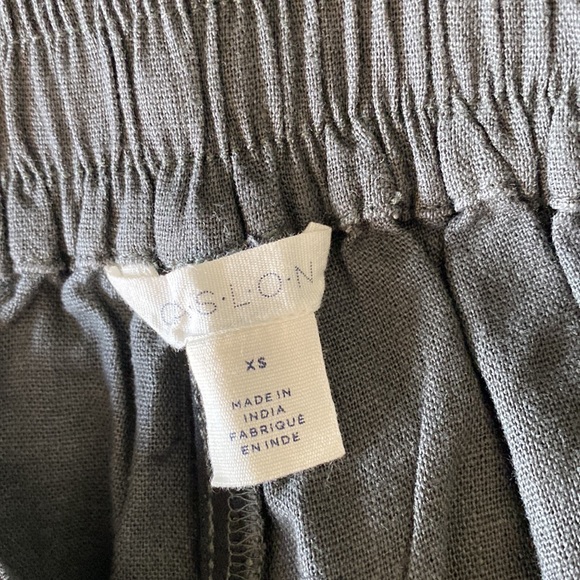 e·S·L·O·N
XS
MADE IN
INDIA
FABRIQUÉ
EN INDE